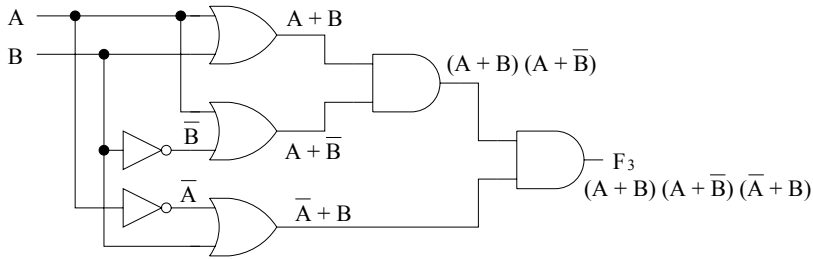 A
A + B
B
(A + B) (A + B̅)
B̅
A + B̅
F₃
A̅
(A + B) (A + B̅) (A̅ + B)
A̅ + B